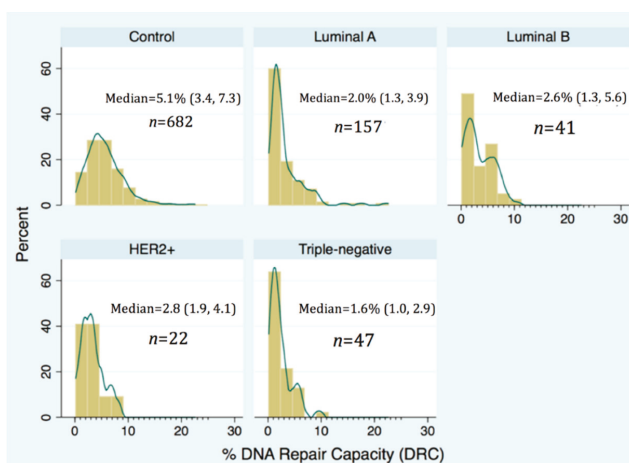 Control
Luminal A
Luminal B
60
40
20
0
Median=5.1% (3.4, 7.3)
n=682
Median=2.0% (1.3, 3.9)
n=157
Median=2.6% (1.3, 5.6)
n=41
0 10 20 30
Percent
HER2+
Triple-negative
60
40
20
0
Median=2.8 (1.9, 4.1)
n=22
Median=1.6% (1.0, 2.9)
n=47
0 10 20 30
0 10 20 30
% DNA Repair Capacity (DRC)